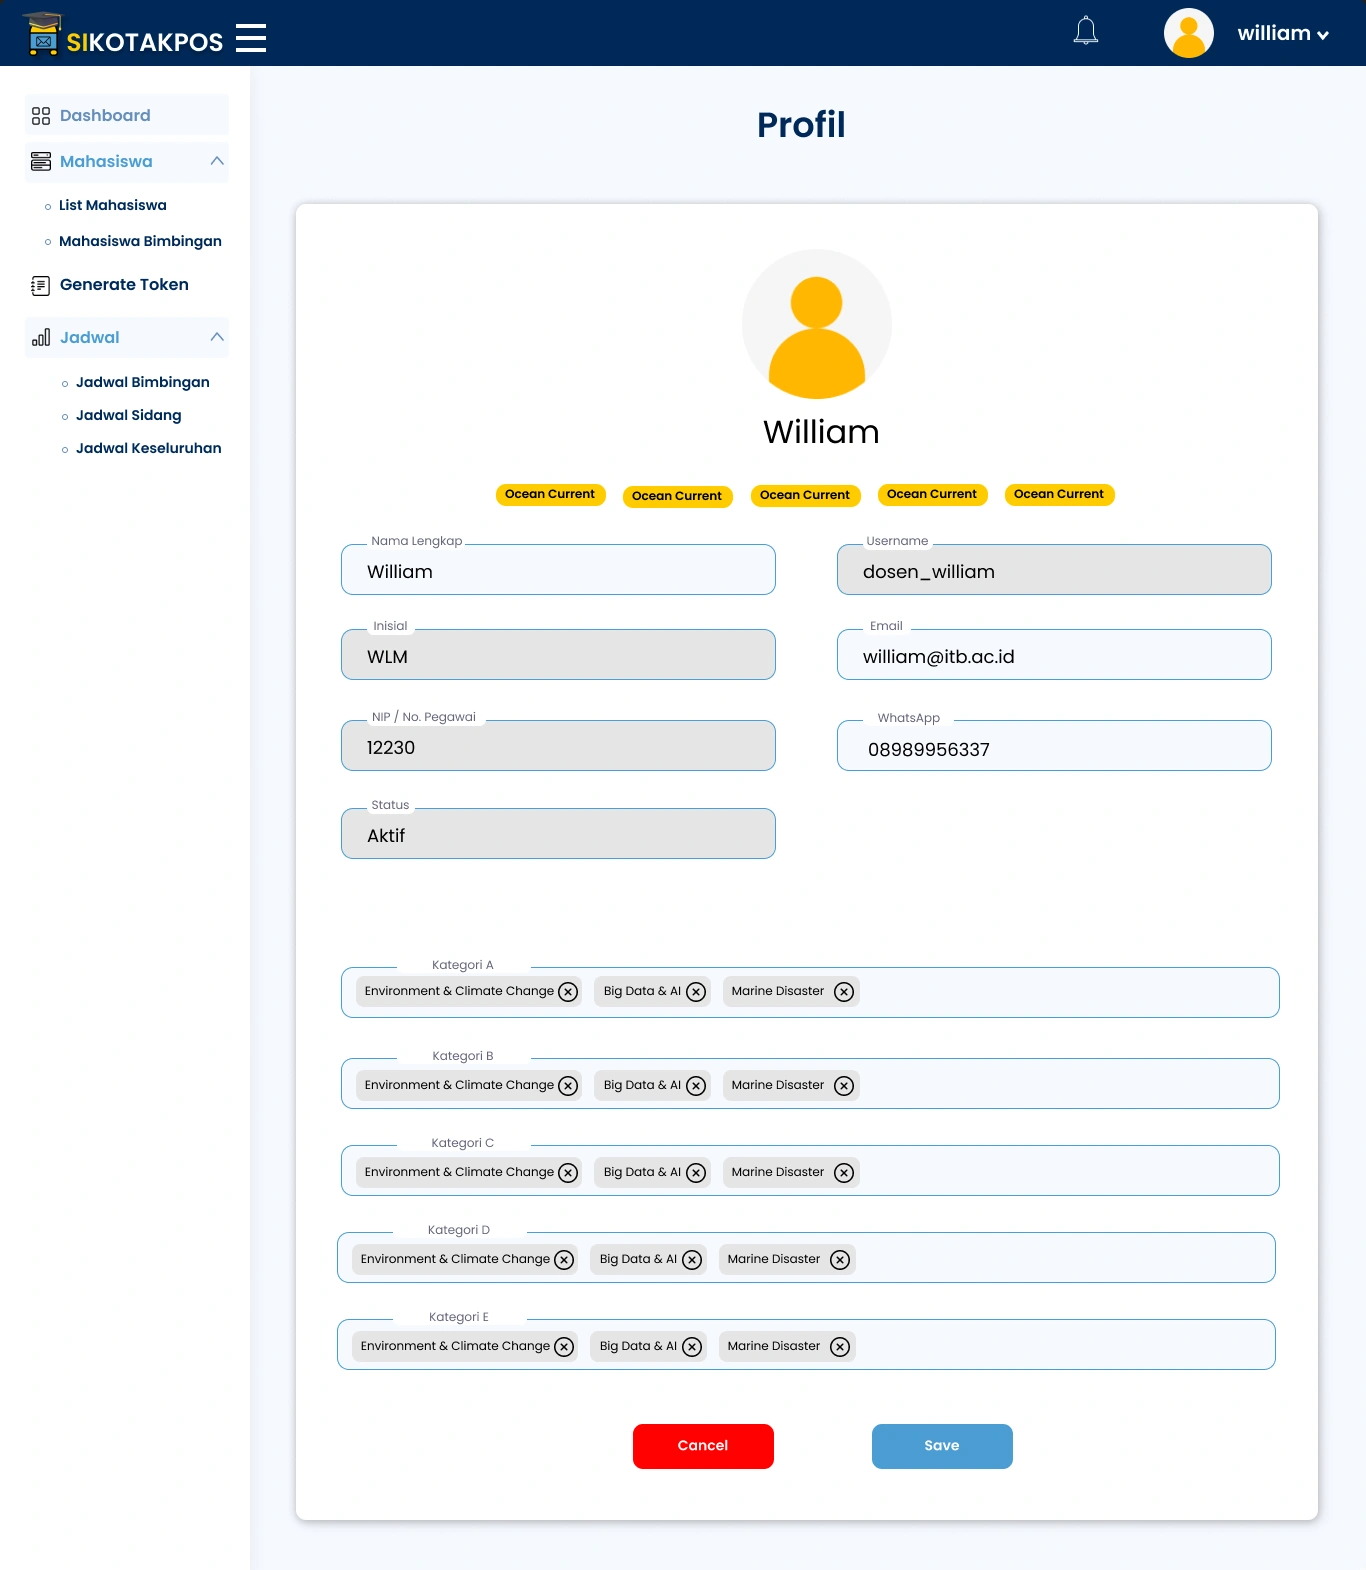 SIKOTAKPOS
william
Dashboard
Mahasiswa
List Mahasiswa
Mahasiswa Bimbingan
Generate Token
Jadwal
Jadwal Bimbingan
Jadwal Sidang
Jadwal Keseluruhan
Profil
William
Ocean Current Ocean Current Ocean Current Ocean Current Ocean Current
Nama Lengkap
William
Username
dosen_william
Inisial
WLM
Email
william@itb.ac.id
NIP / No. Pegawai
12230
WhatsApp
08989956337
Status
Aktif
Kategori A
Environment & Climate Change Big Data & AI Marine Disaster
Kategori B
Environment & Climate Change Big Data & AI Marine Disaster
Kategori C
Environment & Climate Change Big Data & AI Marine Disaster
Kategori D
Environment & Climate Change Big Data & AI Marine Disaster
Kategori E
Environment & Climate Change Big Data & AI Marine Disaster
Cancel Save